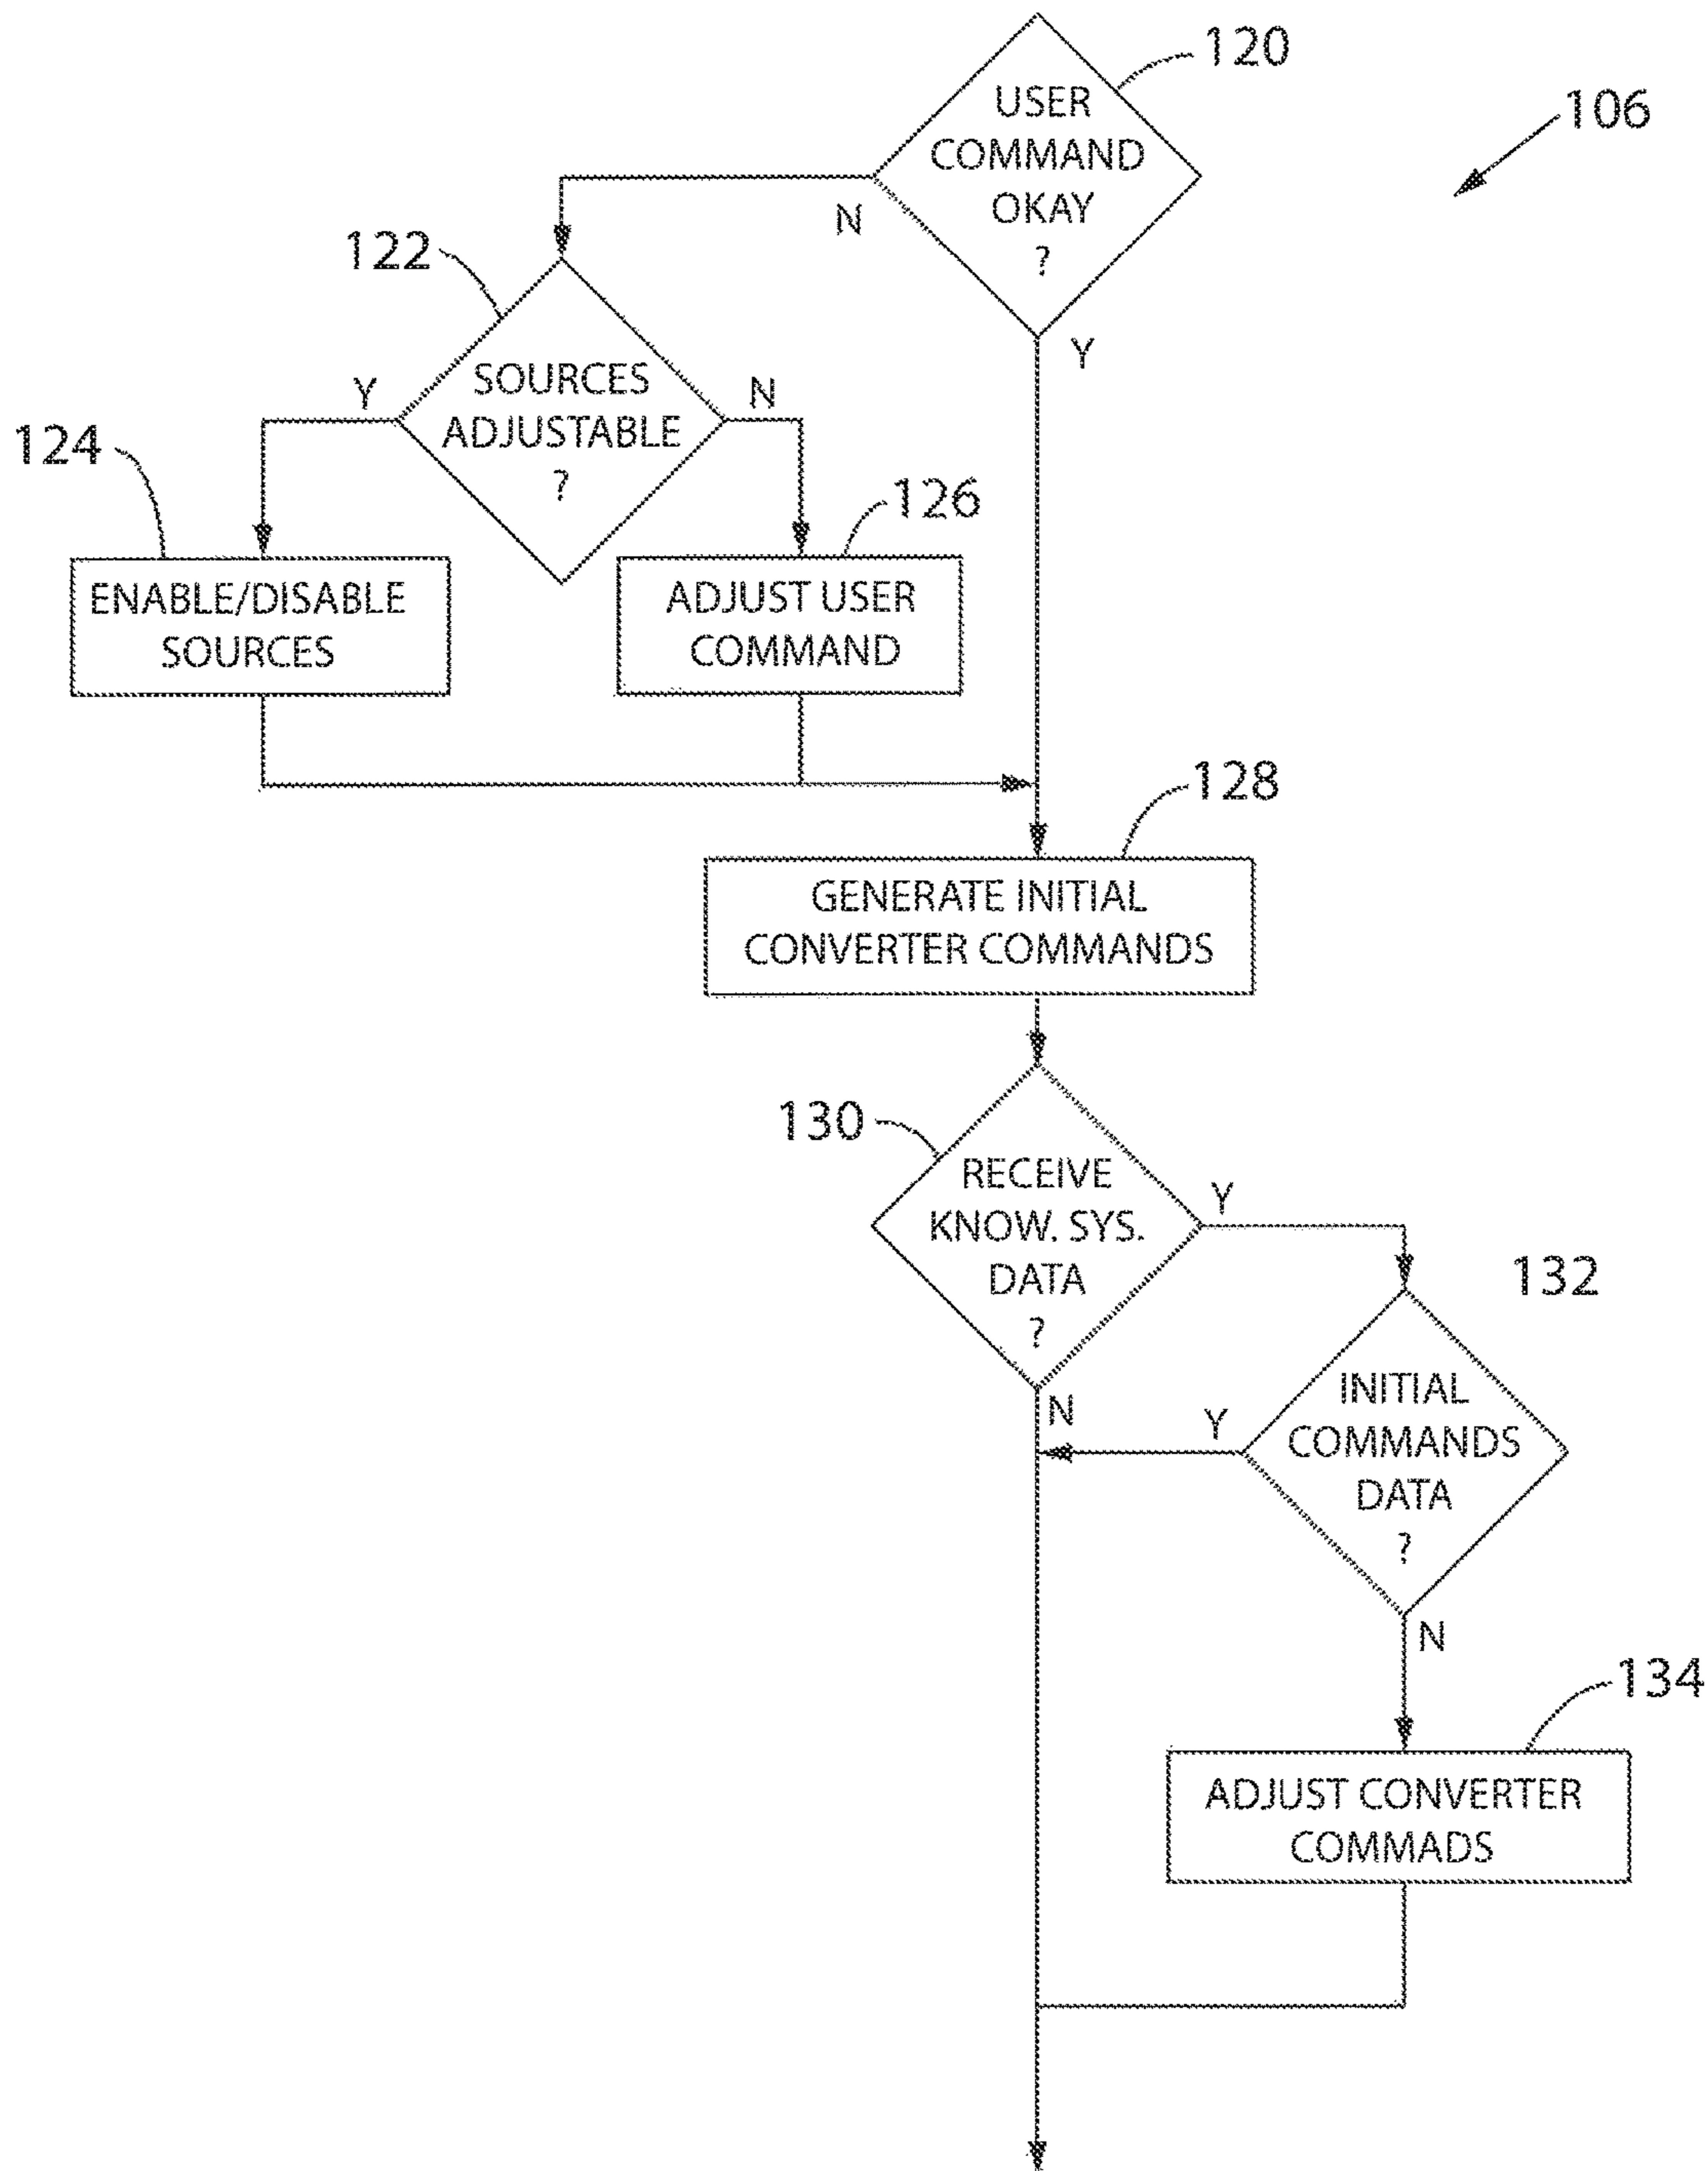 120
USER
COMMAND
OKAY
?
106
N
Y
122
SOURCES
ADJUSTABLE
?
Y
N
124
ENABLE/DISABLE
SOURCES
126
ADJUST USER
COMMAND
128
GENERATE INITIAL
CONVERTER COMMANDS
130
RECEIVE
KNOW. SYS.
DATA
?
Y
N
132
INITIAL
COMMANDS
DATA
?
Y
N
134
ADJUST CONVERTER
COMMADS